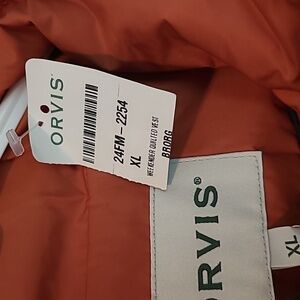 ORVIS
24FM-2254
XL
WEEKENDER QUILTED VEST
BRORG
ORVIS®
XL